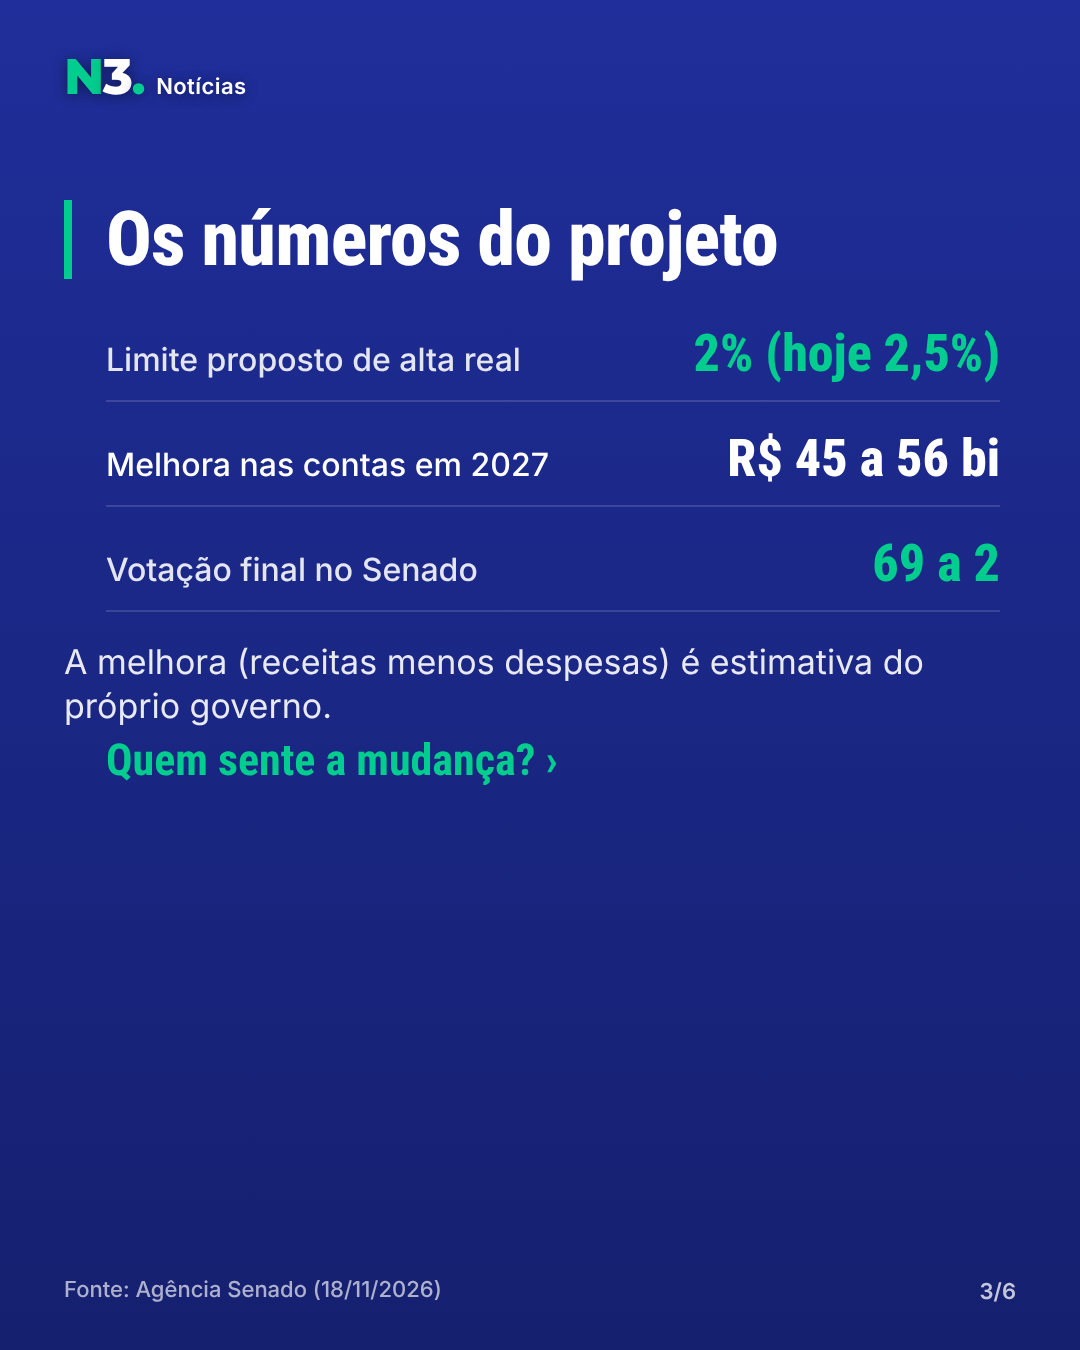 N3. Notícias
Os números do projeto
Limite proposto de alta real 2% (hoje 2,5%)
Melhora nas contas em 2027 R$ 45 a 56 bi
Votação final no Senado 69 a 2
A melhora (receitas menos despesas) é estimativa do
próprio governo.
Quem sente a mudança? ›
Fonte: Agência Senado (18/11/2026) 3/6